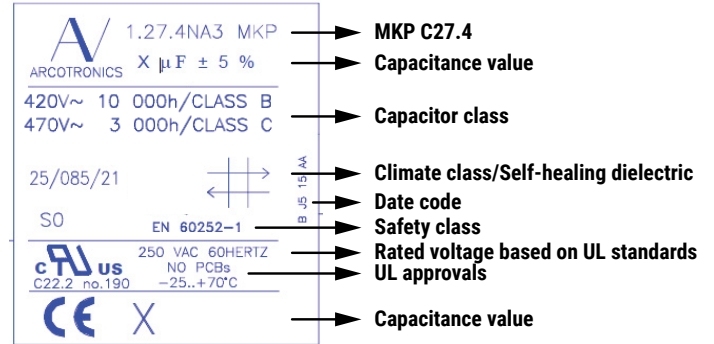 1.27.4NA3 MKP
MKP C27.4
X μF ± 5 %
Capacitance value
ARCOTRONICS
420V~ 10 000h/CLASS B
470V~ 3 000h/CLASS C
Capacitor class
25/085/21
Climate class/Self-healing dielectric
B J5 15 AA
Date code
S0
EN 60252-1
Safety class
250 VAC 60HERTZ
Rated voltage based on UL standards
c RU us
NO PCBs
UL approvals
C22.2 no.190
-25..+70°C
CE X
Capacitance value